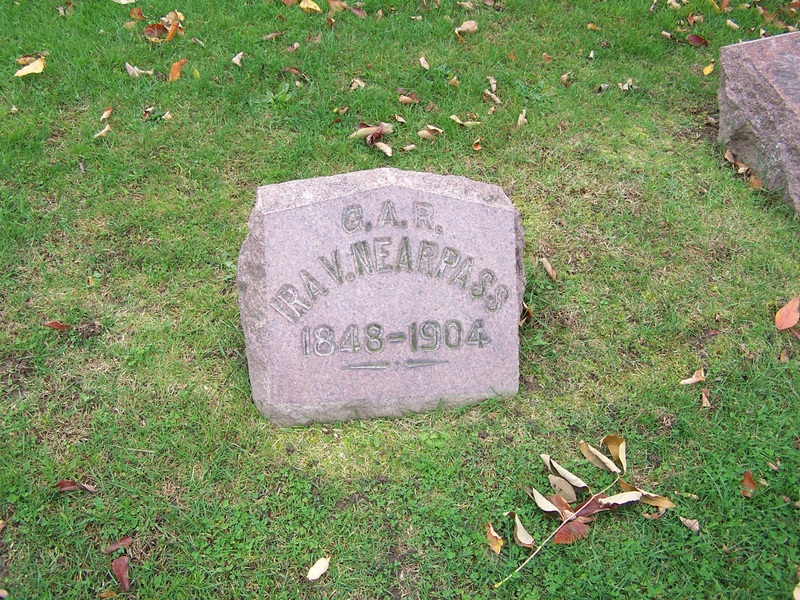 G.A.R.
IRA V. NEARPASS
1848-1904